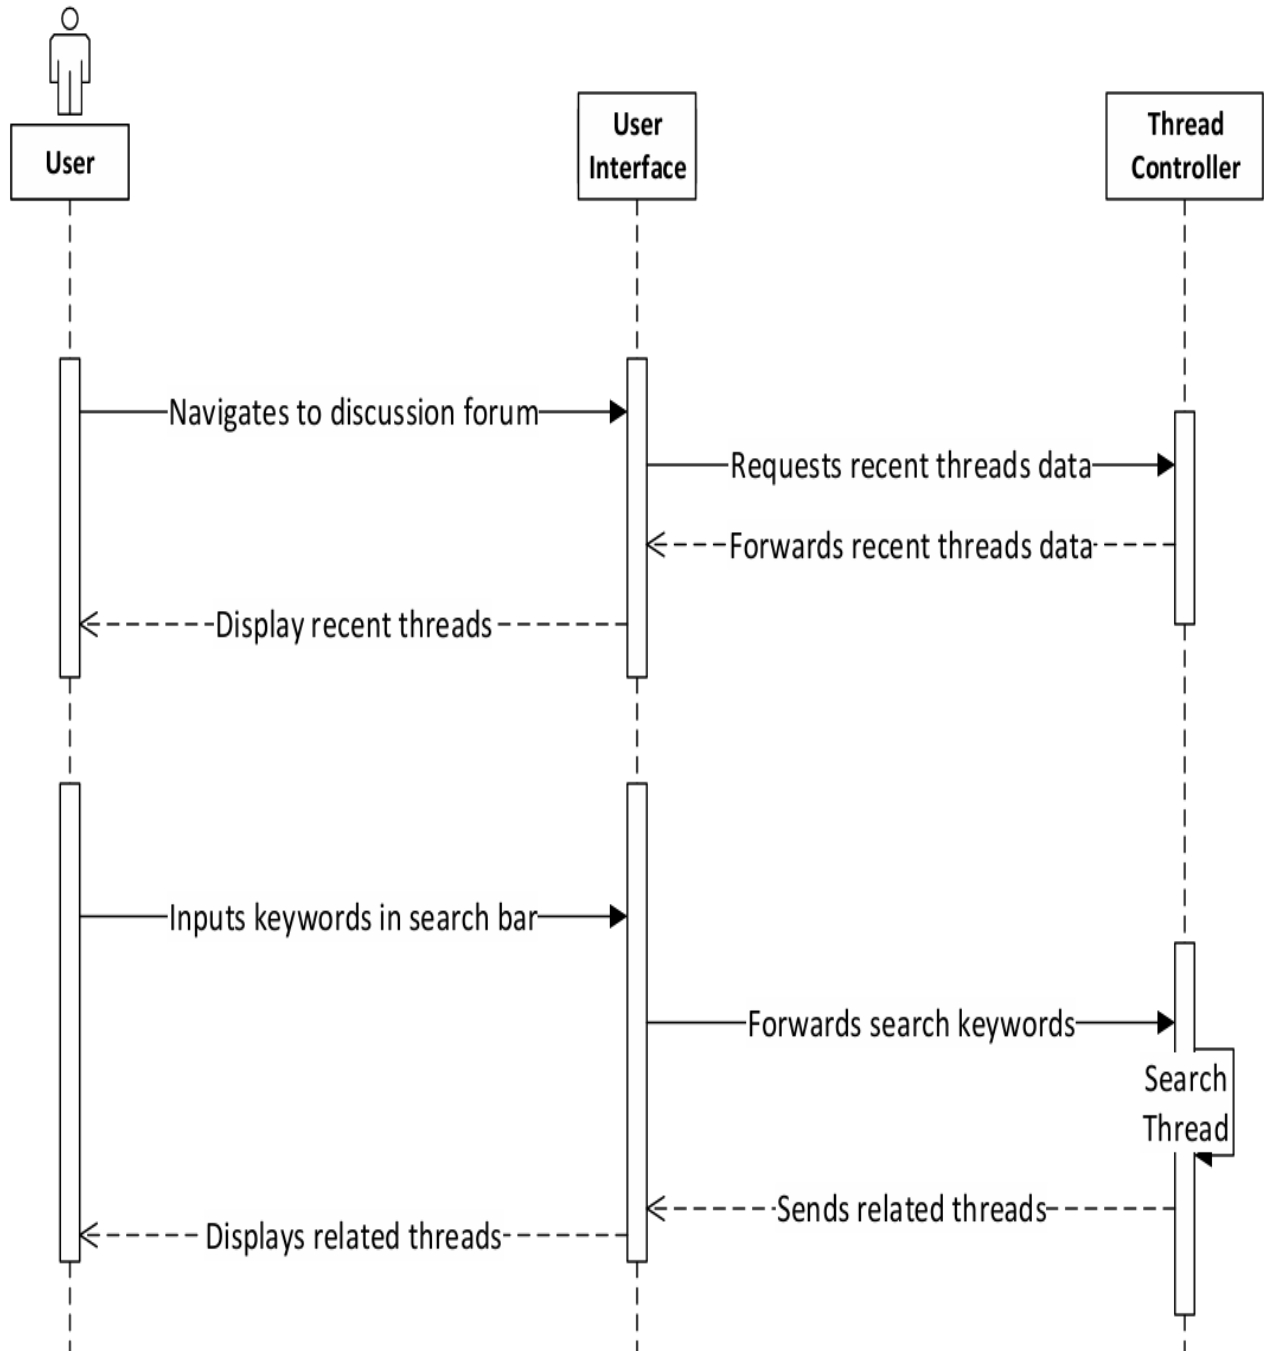 User
User
Interface
Thread
Controller
Navigates to discussion forum
Requests recent threads data
Forwards recent threads data
Display recent threads
Inputs keywords in search bar
Forwards search keywords
Search
Thread
Sends related threads
Displays related threads